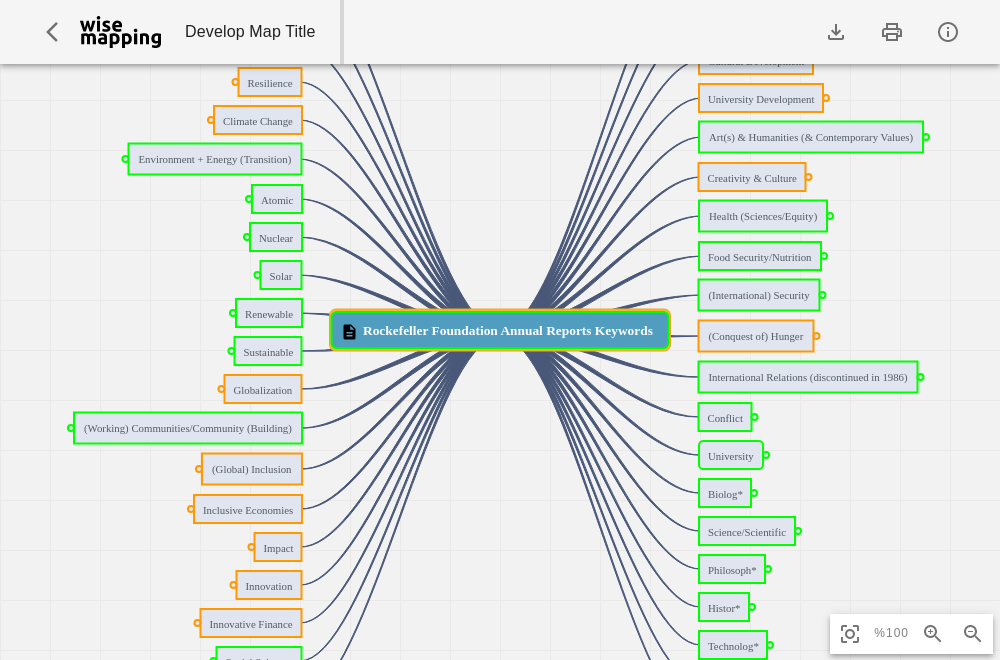 wise
mapping
Develop Map Title
Resilience
Climate Change
Environment + Energy (Transition)
Atomic
Nuclear
Solar
Renewable
Sustainable
Globalization
(Working) Communities/Community (Building)
(Global) Inclusion
Inclusive Economies
Impact
Innovation
Innovative Finance
Rockefeller Foundation Annual Reports Keywords
University Development
Art(s) & Humanities (& Contemporary Values)
Creativity & Culture
Health (Sciences/Equity)
Food Security/Nutrition
(International) Security
(Conquest of) Hunger
International Relations (discontinued in 1986)
Conflict
University
Biolog*
Science/Scientific
Philosoph*
Histor*
Technolog*
%100